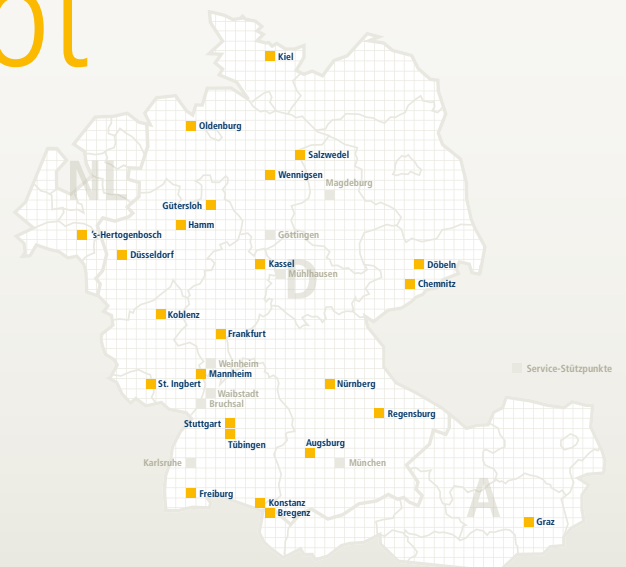 Kiel
Oldenburg
Salzwedel
Wennigsen
Magdeburg
NL
Gütersloh
Hamm
's-Hertogenbosch
Göttingen
Düsseldorf
Kassel
Döbeln
Mühlhausen
D
Chemnitz
Koblenz
Frankfurt
Weinheim
Service-Stützpunkte
Mannheim
St. Ingbert
Nürnberg
Waibstadt
Bruchsal
Regensburg
Stuttgart
Tübingen
Augsburg
Karlsruhe
München
Freiburg
A
Konstanz
Bregenz
Graz